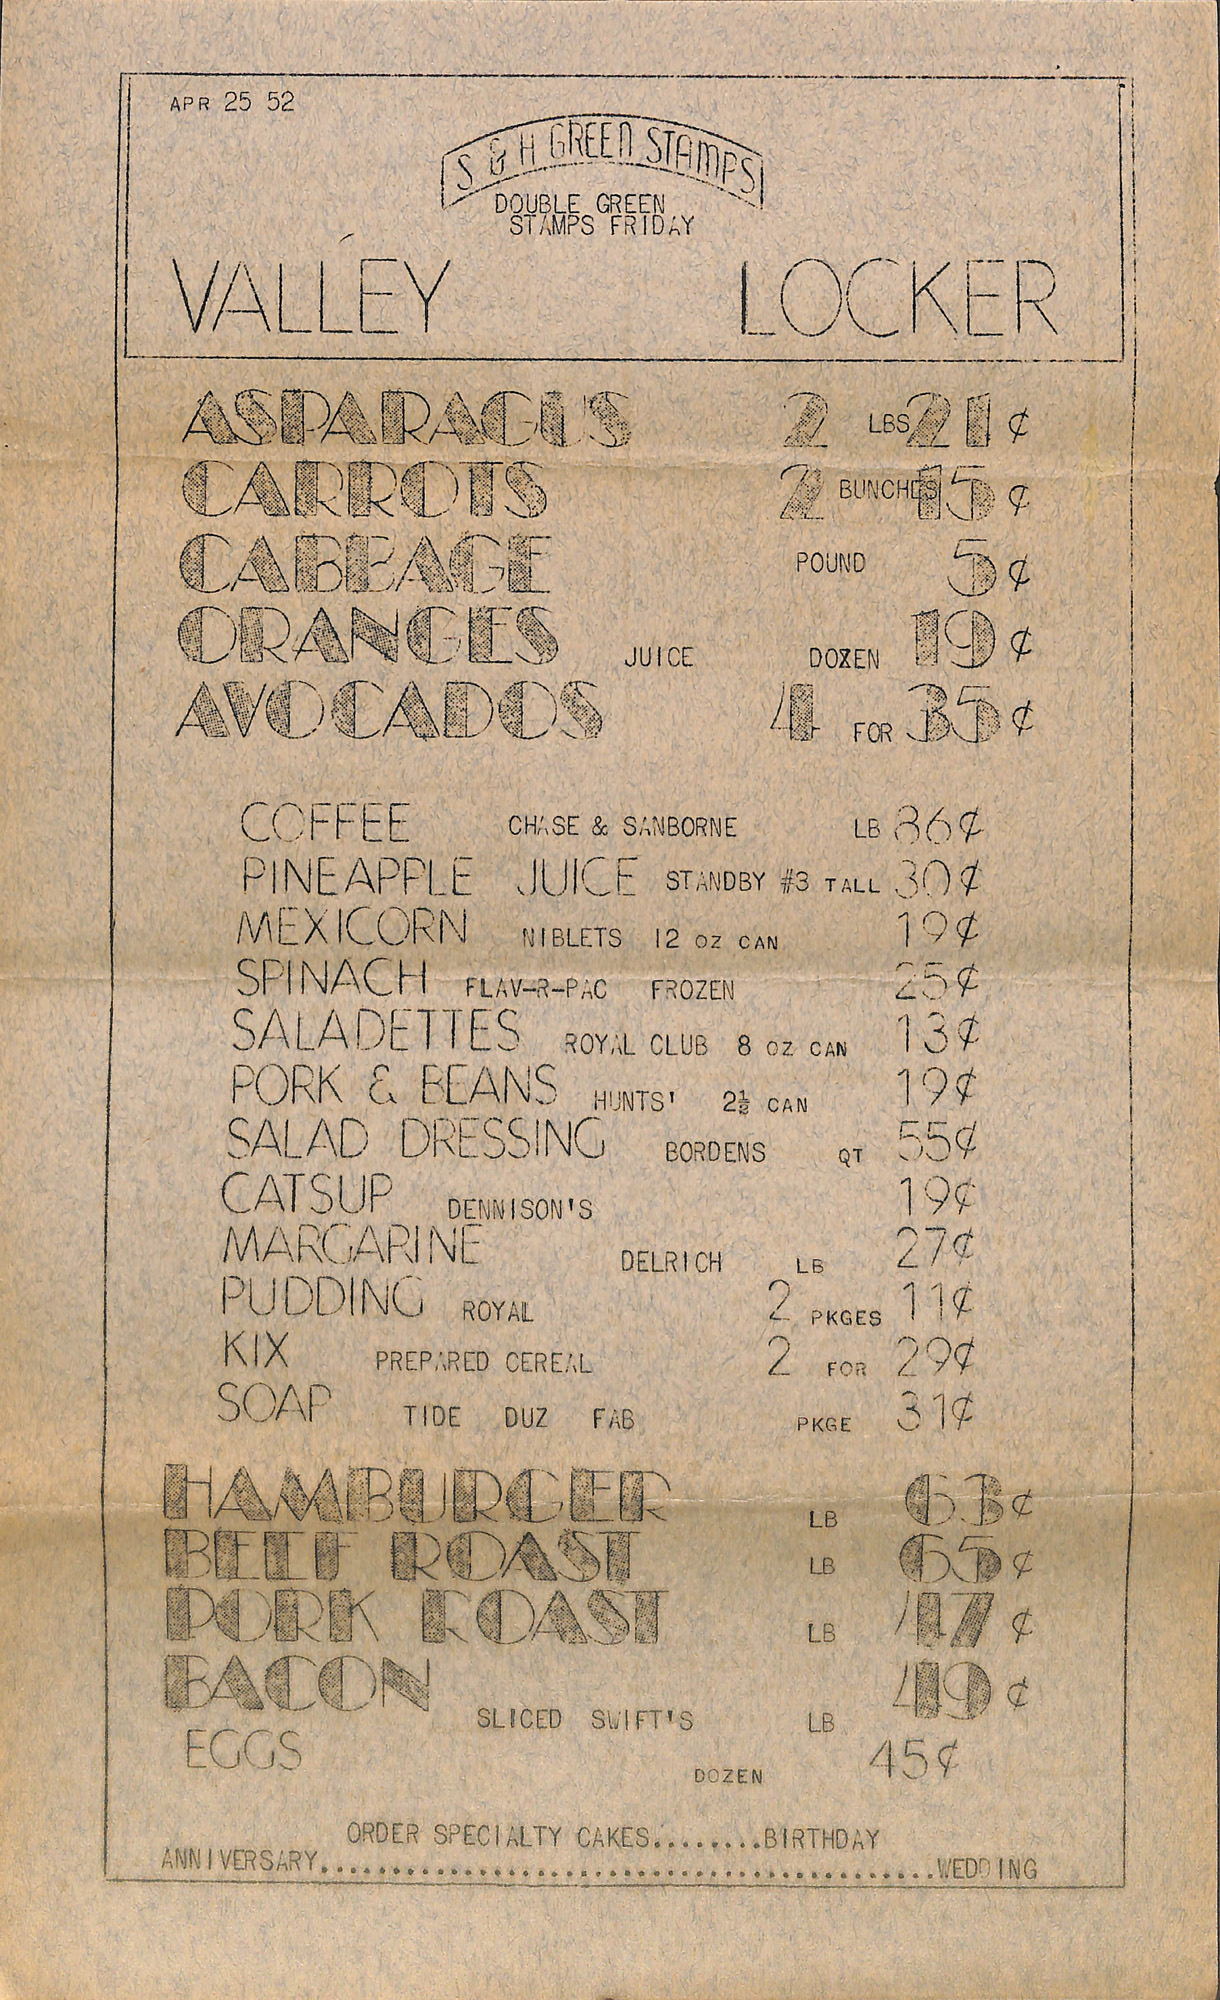 APR 25 52
S & H GREEN STAMPS
DOUBLE GREEN
STAMPS FRIDAY
VALLEY LOCKER
ASPARAGUS 2 LBS 21¢
CARROTS 2 BUNCHES 15¢
CABBAGE POUND 5¢
ORANGES JUICE DOZEN 19¢
AVOCADOS 4 FOR 35¢
COFFEE CHASE & SANBORNE LB 86¢
PINEAPPLE JUICE STANDBY #3 TALL 30¢
MEXICORN NIBLETS 12 OZ CAN 19¢
SPINACH FLAV-R-PAC FROZEN 25¢
SALADETTES ROYAL CLUB 8 OZ CAN 13¢
PORK & BEANS HUNTS' 2½ CAN 19¢
SALAD DRESSING BORDENS QT 55¢
CATSUP DENNISON'S 19¢
MARGARINE DELRICH LB 27¢
PUDDING ROYAL 2 PKGES 11¢
KIX PREPARED CEREAL 2 FOR 29¢
SOAP TIDE DUZ FAB PKGE 31¢
HAMBURGER LB 63¢
BEEF ROAST LB 65¢
PORK ROAST LB 47¢
BACON SLICED SWIFT'S LB 49¢
EGGS DOZEN 45¢
ORDER SPECIALTY CAKES........BIRTHDAY
ANNIVERSARY...........................................WEDDING